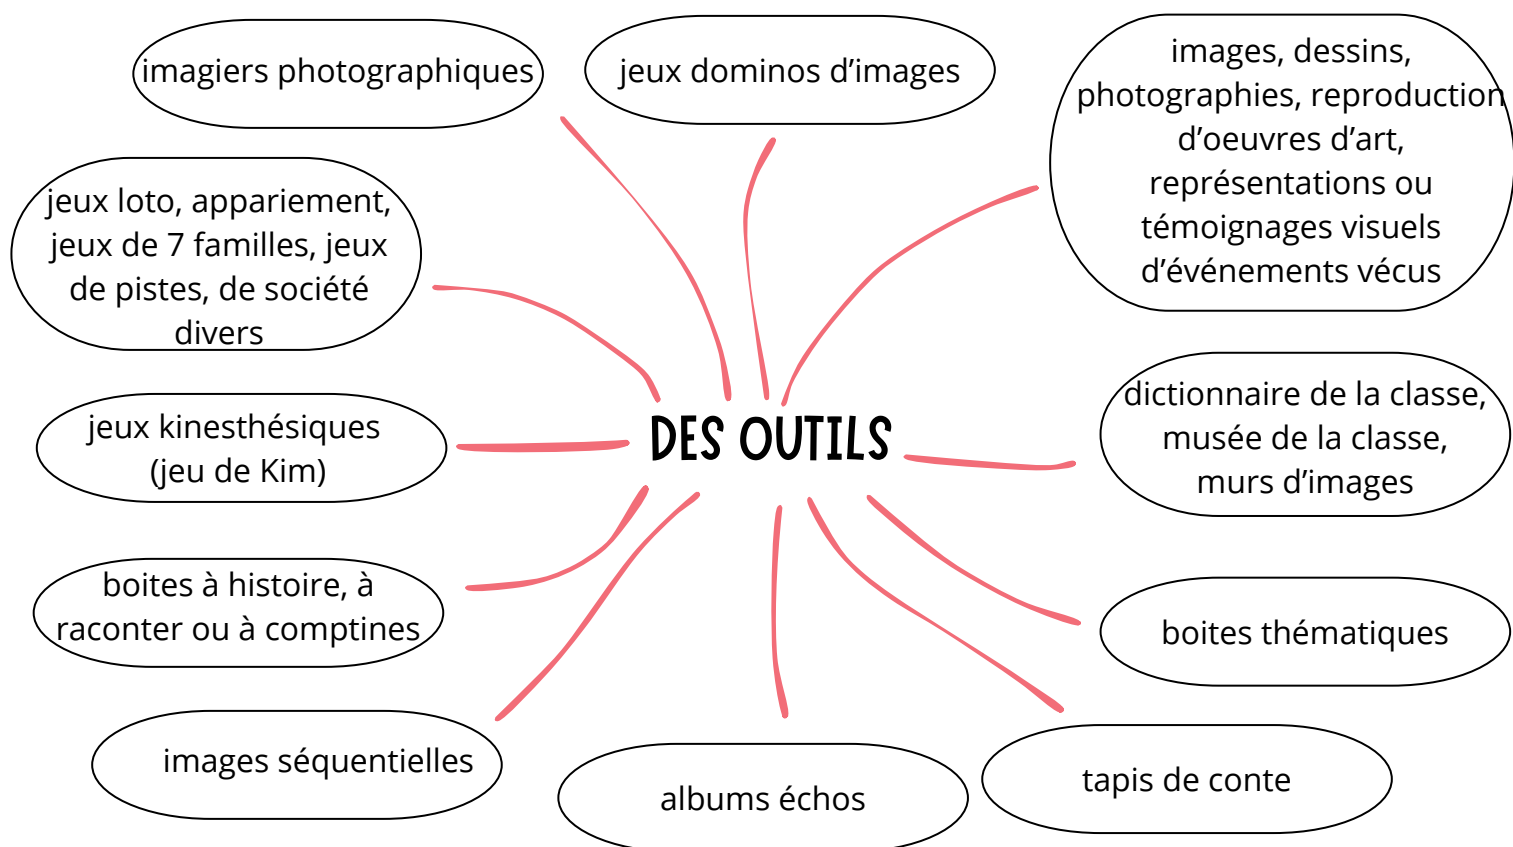 imagiers photographiques
jeux dominos d’images
images, dessins,
photographies, reproduction
d’oeuvres d’art,
représentations ou
témoignages visuels
d’événements vécus
jeux loto, appariement,
jeux de 7 familles, jeux
de pistes, de société
divers
DES OUTILS
dictionnaire de la classe,
musée de la classe,
murs d’images
jeux kinesthésiques
(jeu de Kim)
boites à histoire, à
raconter ou à comptines
boites thématiques
images séquentielles
albums échos
tapis de conte